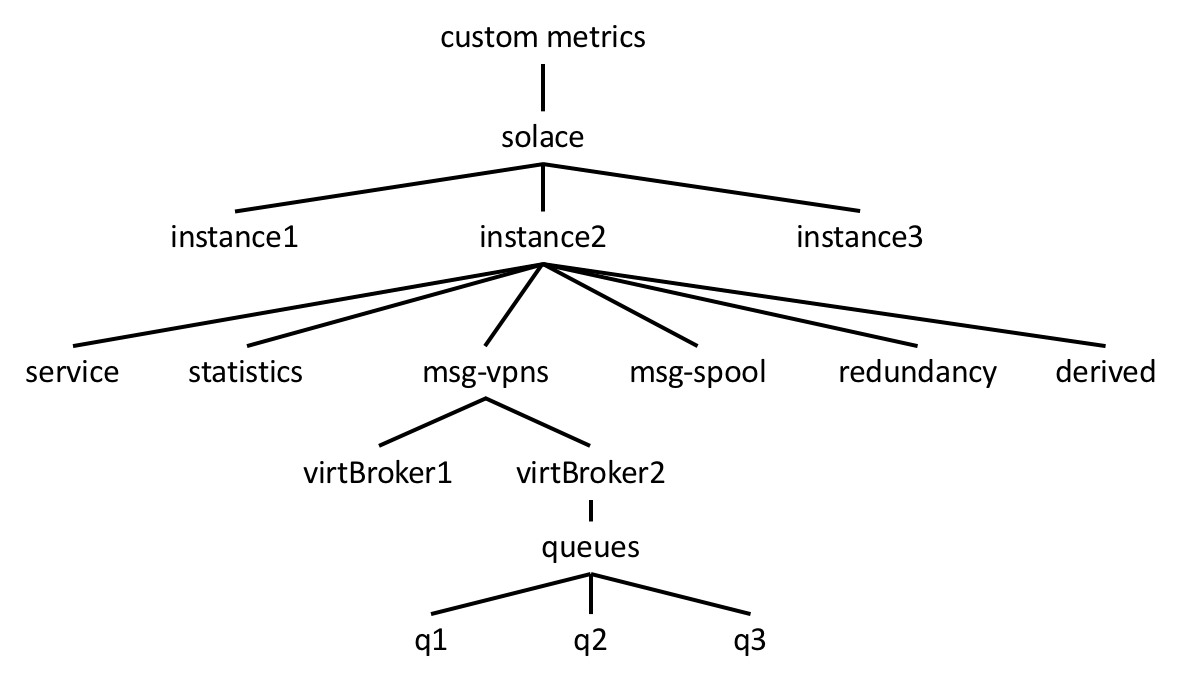 custom metrics
solace
instance1 instance2 instance3
service statistics msg-vpns msg-spool redundancy derived
virtBroker1 virtBroker2
queues
q1 q2 q3